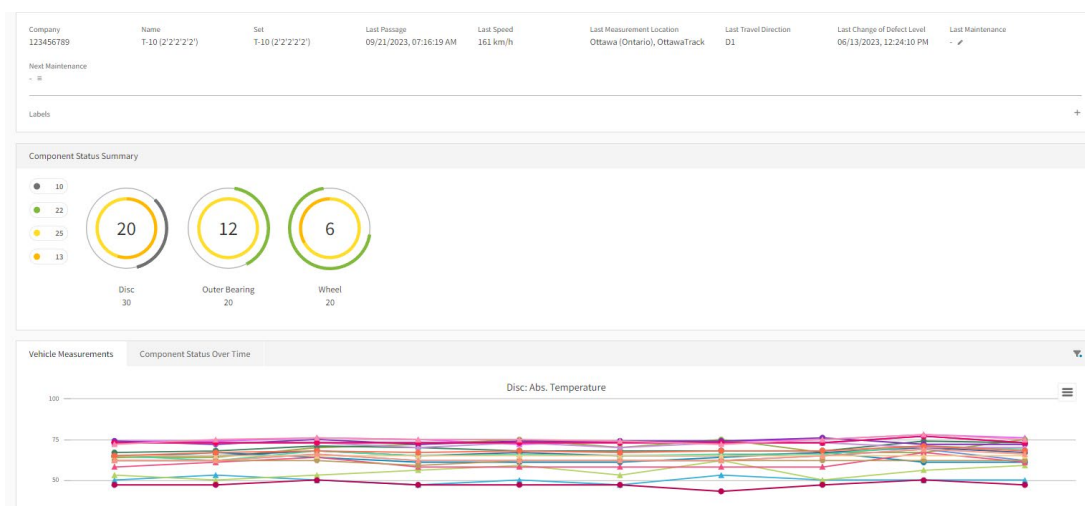 Company Name Set Last Passage Last Speed Last Measurement Location Last Travel Direction Last Change of Defect Level Last Maintenance
123456789 T-10 (2'2'2'2'2') T-10 (2'2'2'2'2') 09/21/2023, 07:16:19 AM 161 km/h Ottawa (Ontario), OttawaTrack D1 06/13/2023, 12:24:10 PM -
Next Maintenance
-
Labels +
Component Status Summary
10
22
25
13
20 12 6
Disc Outer Bearing Wheel
30 20 20
Vehicle Measurements Component Status Over Time
Disc: Abs. Temperature
100
75
50